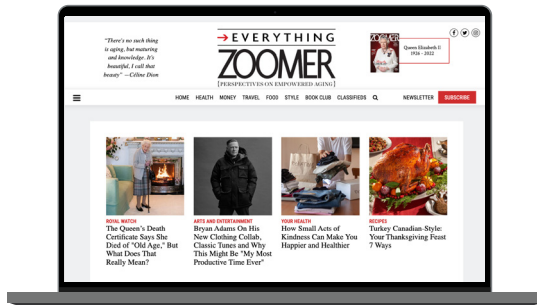 "There's no such thing
is aging, but maturing
and knowledge. It's
beautiful, I call that
beauty" —Céline Dion
EVERYTHING
ZOOMER
[PERSPECTIVES ON EMPOWERED AGING]
ZOOMER
Queen Elizabeth II
1926 - 2022
HOME HEALTH MONEY TRAVEL FOOD STYLE BOOK CLUB CLASSIFIEDS NEWSLETTER SUBSCRIBE
ROYAL WATCH
The Queen's Death
Certificate Says She
Died of "Old Age," But
What Does That
Really Mean?
ARTS AND ENTERTAINMENT
Bryan Adams On His
New Clothing Collab,
Classic Tunes and Why
This Might Be "My Most
Productive Time Ever"
YOUR HEALTH
How Small Acts of
Kindness Can Make You
Happier and Healthier
RECIPES
Turkey Canadian-Style:
Your Thanksgiving Feast
7 Ways